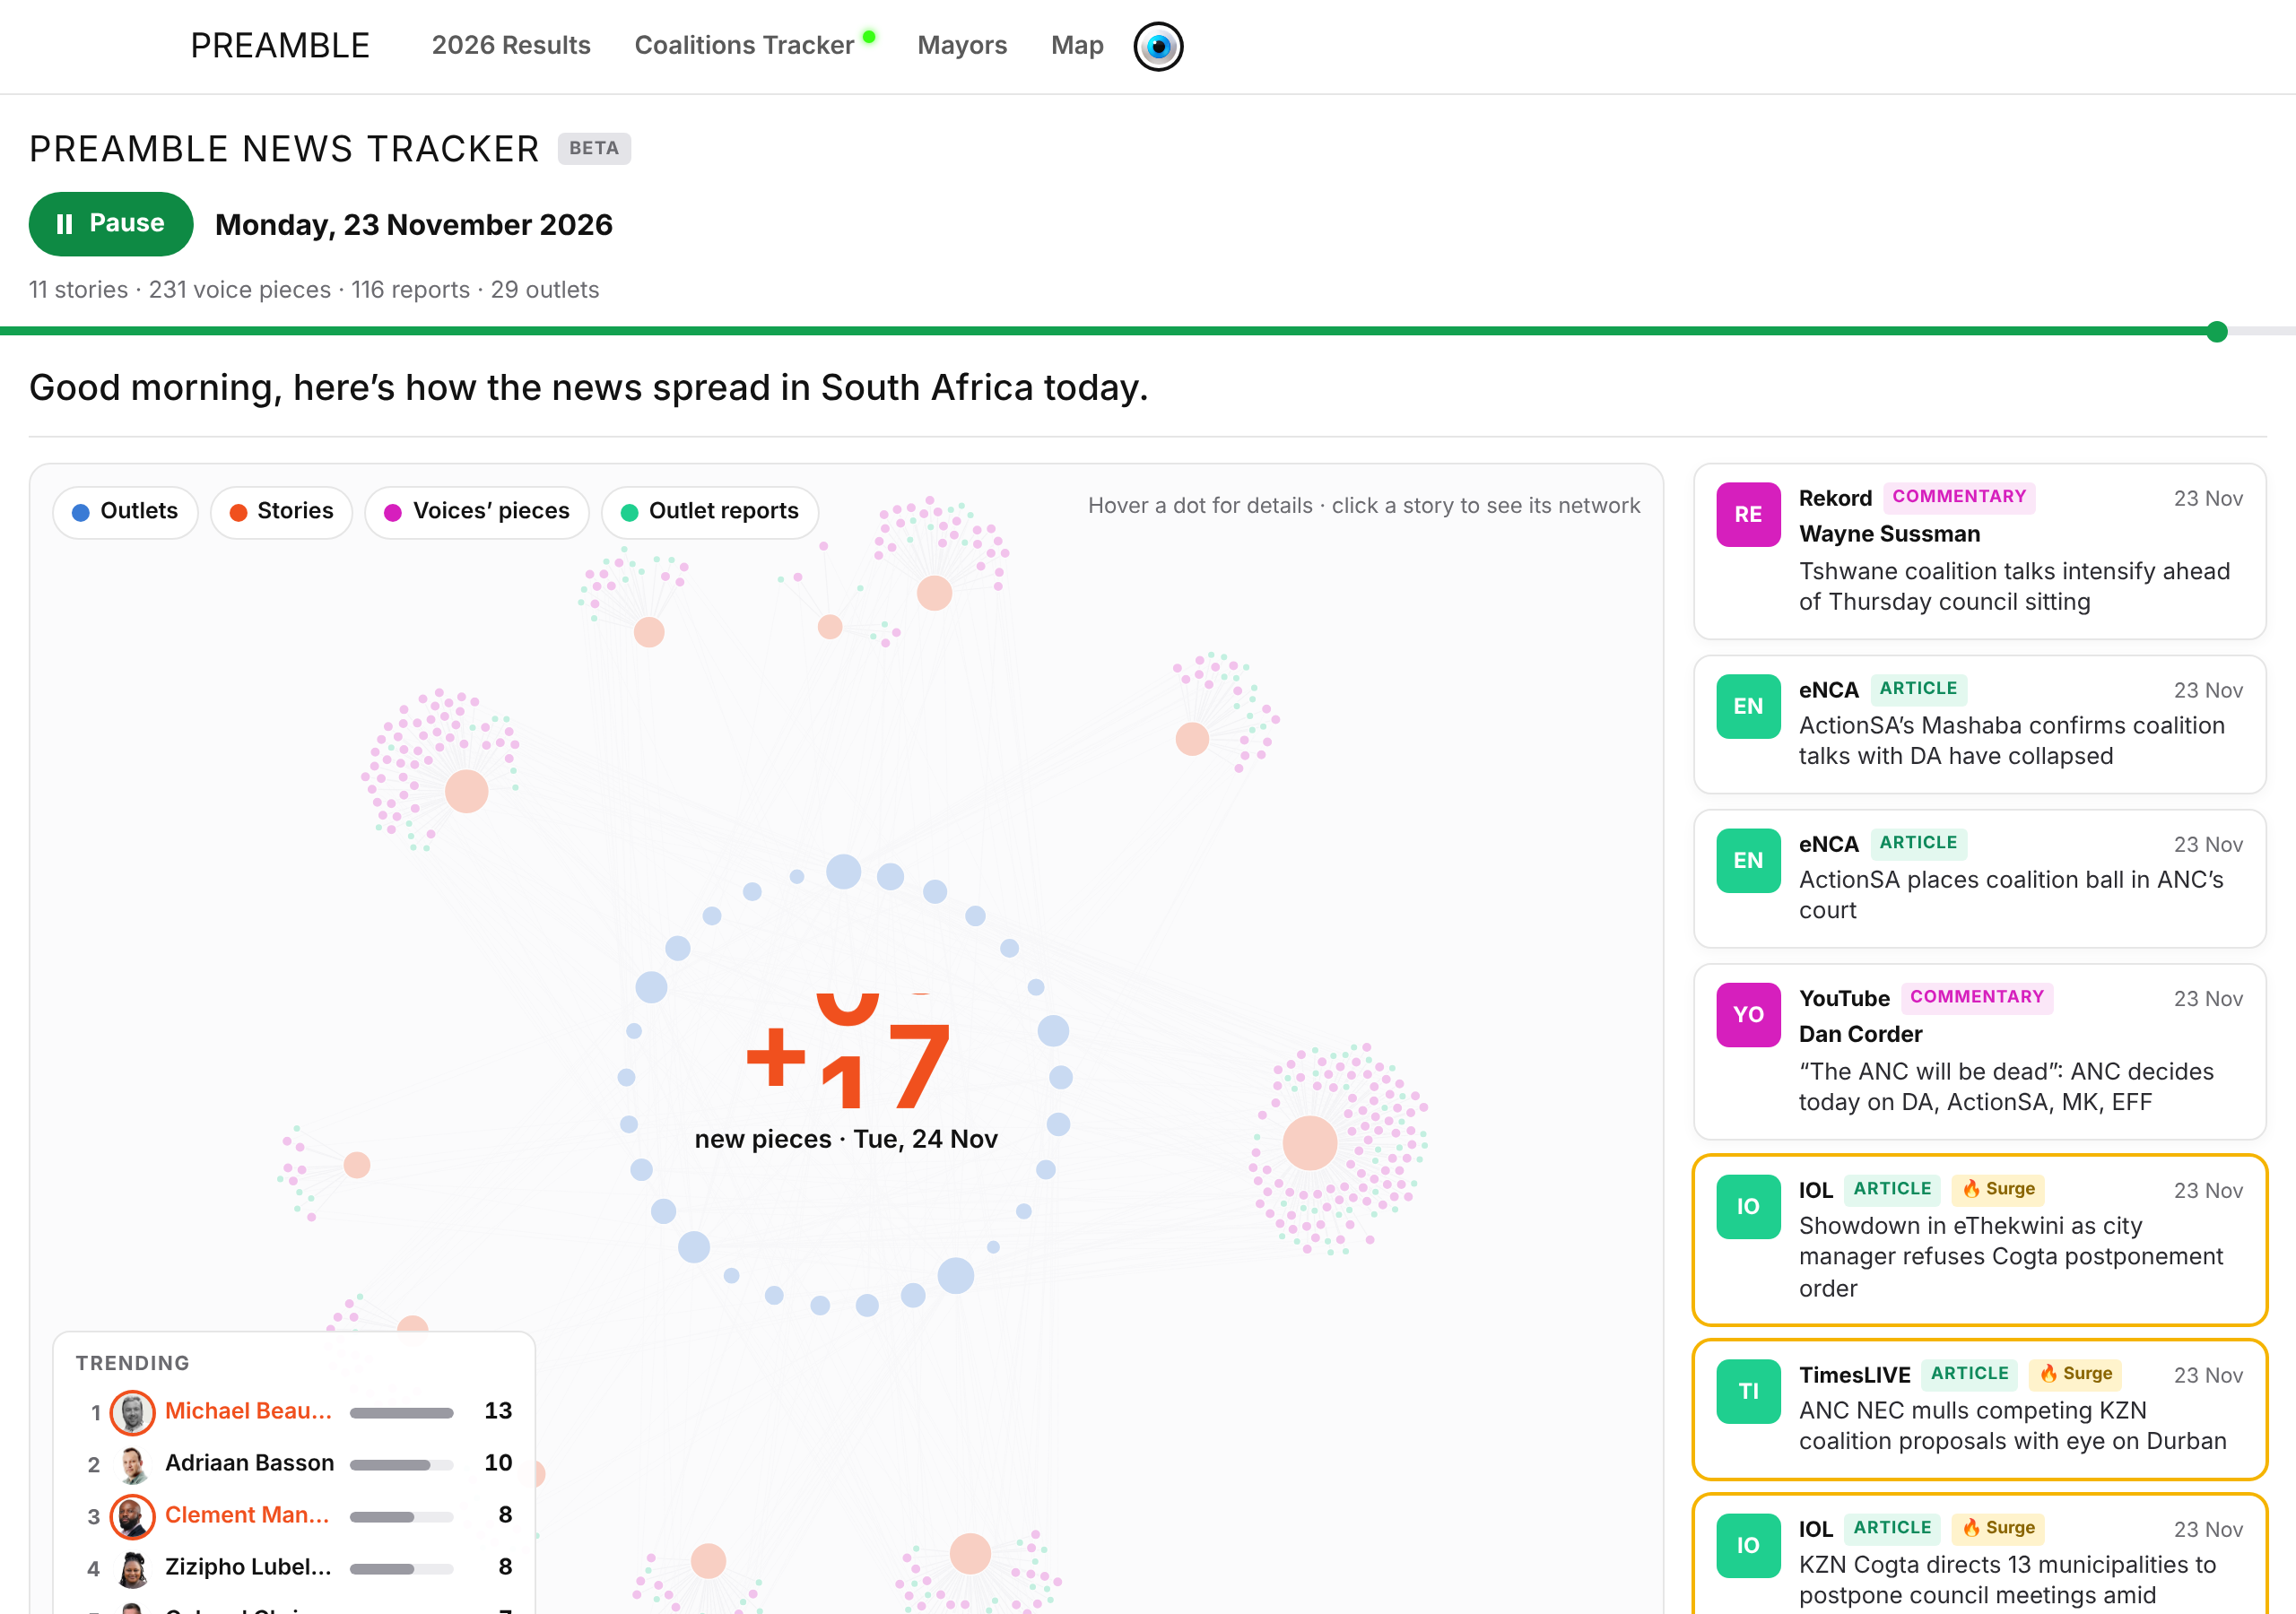 PREAMBLE
2026 Results
Coalitions Tracker
Mayors
Map
PREAMBLE NEWS TRACKER
BETA
Pause
Monday, 23 November 2026
11 stories · 231 voice pieces · 116 reports · 29 outlets
Good morning, here’s how the news spread in South Africa today.
Outlets
Stories
Voices’ pieces
Outlet reports
Hover a dot for details · click a story to see its network
new pieces · Tue, 24 Nov
TRENDING
1 Michael Beau... 13
2 Adriaan Basson 10
3 Clement Man... 8
4 Zizipho Lubel... 8
RE
Rekord COMMENTARY 23 Nov
Wayne Sussman
Tshwane coalition talks intensify ahead
of Thursday council sitting
EN
eNCA ARTICLE 23 Nov
ActionSA’s Mashaba confirms coalition
talks with DA have collapsed
EN
eNCA ARTICLE 23 Nov
ActionSA places coalition ball in ANC’s
court
YO
YouTube COMMENTARY 23 Nov
Dan Corder
“The ANC will be dead”: ANC decides
today on DA, ActionSA, MK, EFF
IO
IOL ARTICLE 🔥 Surge 23 Nov
Showdown in eThekwini as city
manager refuses Cogta postponement
order
TI
TimesLIVE ARTICLE 🔥 Surge 23 Nov
ANC NEC mulls competing KZN
coalition proposals with eye on Durban
IO
IOL ARTICLE 🔥 Surge 23 Nov
KZN Cogta directs 13 municipalities to
postpone council meetings amid